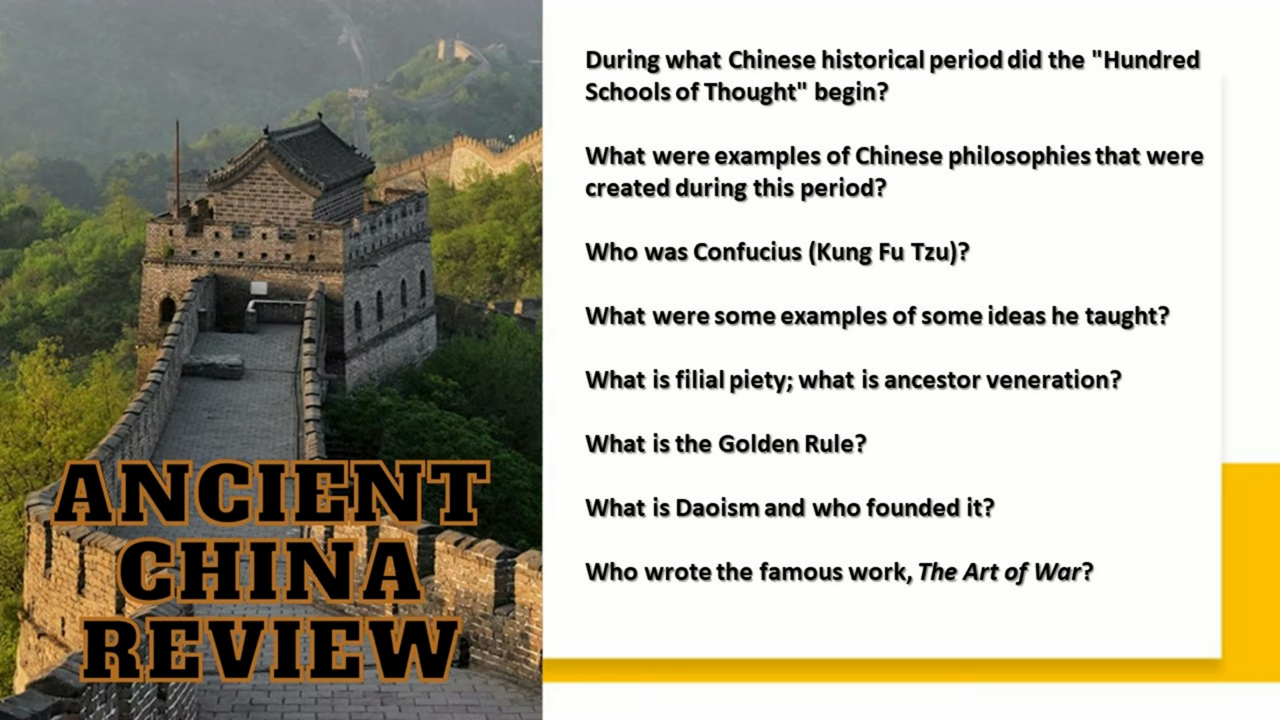 ANCIENT
CHINA
REVIEW
During what Chinese historical period did the "Hundred
Schools of Thought" begin?
What were examples of Chinese philosophies that were
created during this period?
Who was Confucius (Kung Fu Tzu)?
What were some examples of some ideas he taught?
What is filial piety; what is ancestor veneration?
What is the Golden Rule?
What is Daoism and who founded it?
Who wrote the famous work, The Art of War?